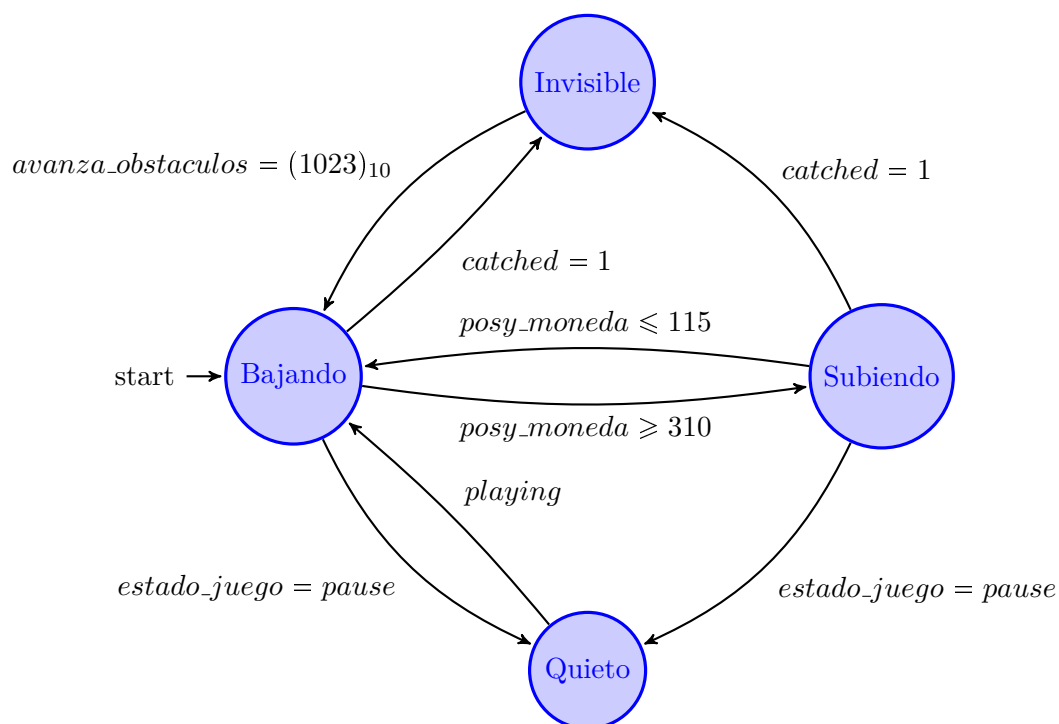 Invisible
avanza_obstaculos = (1023)₁₀
catched = 1
catched = 1
posy_moneda ⩽ 115
start
Bajando
Subiendo
posy_moneda ⩾ 310
playing
estado_juego = pause
estado_juego = pause
Quieto